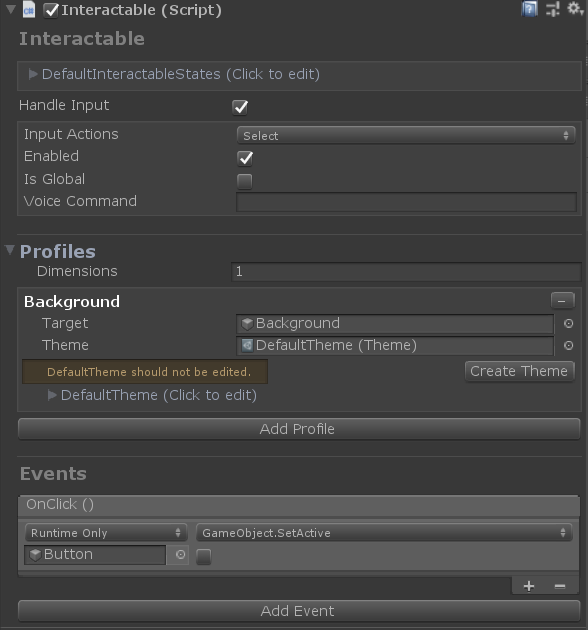 Interactable (Script)
Interactable
DefaultInteractableStates (Click to edit)
Handle Input
Input Actions Select
Enabled
Is Global
Voice Command
Profiles
Dimensions 1
Background
Target Background
Theme DefaultTheme (Theme)
DefaultTheme should not be edited. Create Theme
DefaultTheme (Click to edit)
Add Profile
Events
OnClick ()
Runtime Only GameObject.SetActive
Button
Add Event